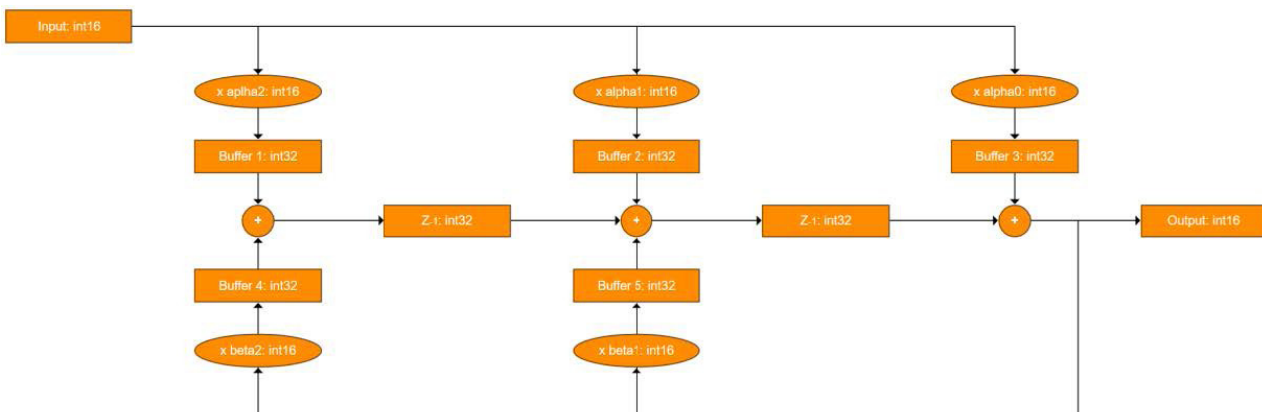 Input: int16
x aplha2: int16
x alpha1: int16
x alpha0: int16
Buffer 1: int32
Buffer 2: int32
Buffer 3: int32
+
Z-1: int32
+
Z-1: int32
+
Output: int16
Buffer 4: int32
Buffer 5: int32
x beta2: int16
x beta1: int16